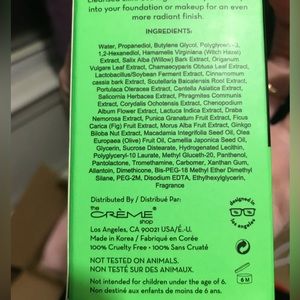 into your foundation or makeup for an
even more radiant finish.
INGREDIENTS:
Water, Propanediol, Butylene Glycol, Polyglycerin-3,
1,2-Hexanediol, Hamamelis Virginiana (Witch Haze)
Extract, Salix Alba (Willow) Bark Extract, Origanum
Vulgare Leaf Extract, Chamaecyparis Obtusa Leaf Extract,
Lactobacillus/Soybean Ferment Extract, Cinnamomum
cassia bark Extract, Scutellaria Baicalensis Root Extract,
Portulaca Oleracea Extract, Centella Asiatica Extract,
Salicornia Herbacea Extract, Phragmites Communis
Extract, Corydalis Ochotensis Extract, Chenopodium
Album Flower Extract, Lactuca Indica Extract, Draba
Nemorosa Extract, Punica Granatum Fruit Extract, Ficus
Carica (Fig) Fruit Extract, Morus Alba Fruit Extract, Ginkgo
Biloba Nut Extract, Macadamia Integrifolia Seed Oil, Olea
Europaea (Olive) Fruit Oil, Camellia Japonica Seed
Oil, Glycerin, Sucrose Distearate, Hydrogenated Lecithin,
Polyglyceryl-10 Laurate, Methyl Gluceth-20, Panthenol,
Pantolactone, Tromethamine, Carbomer, Xanthan Gum,
Allantoin, Dimethicone, Bis-PEG-18 Methyl Ether Dimethyl
Silane, PEG-2M, Disodium EDTA, Ethylhexylglycerin,
Fragrance
Distributed By / Distribué Par:
the
CRÈME
shop
Los Angeles, CA 90021 USA/É.-U.
Made in Korea / Fabriqué en Corée
100% Cruelty Free / 100% Sans Cruauté
NOT TESTED ON ANIMALS.
NON TESTÉ SUR DES ANIMAUX.
Not intended for children under the age of 6.
Non destiné aux enfants de moins de 6 ans.
designed in
los angeles
6 M